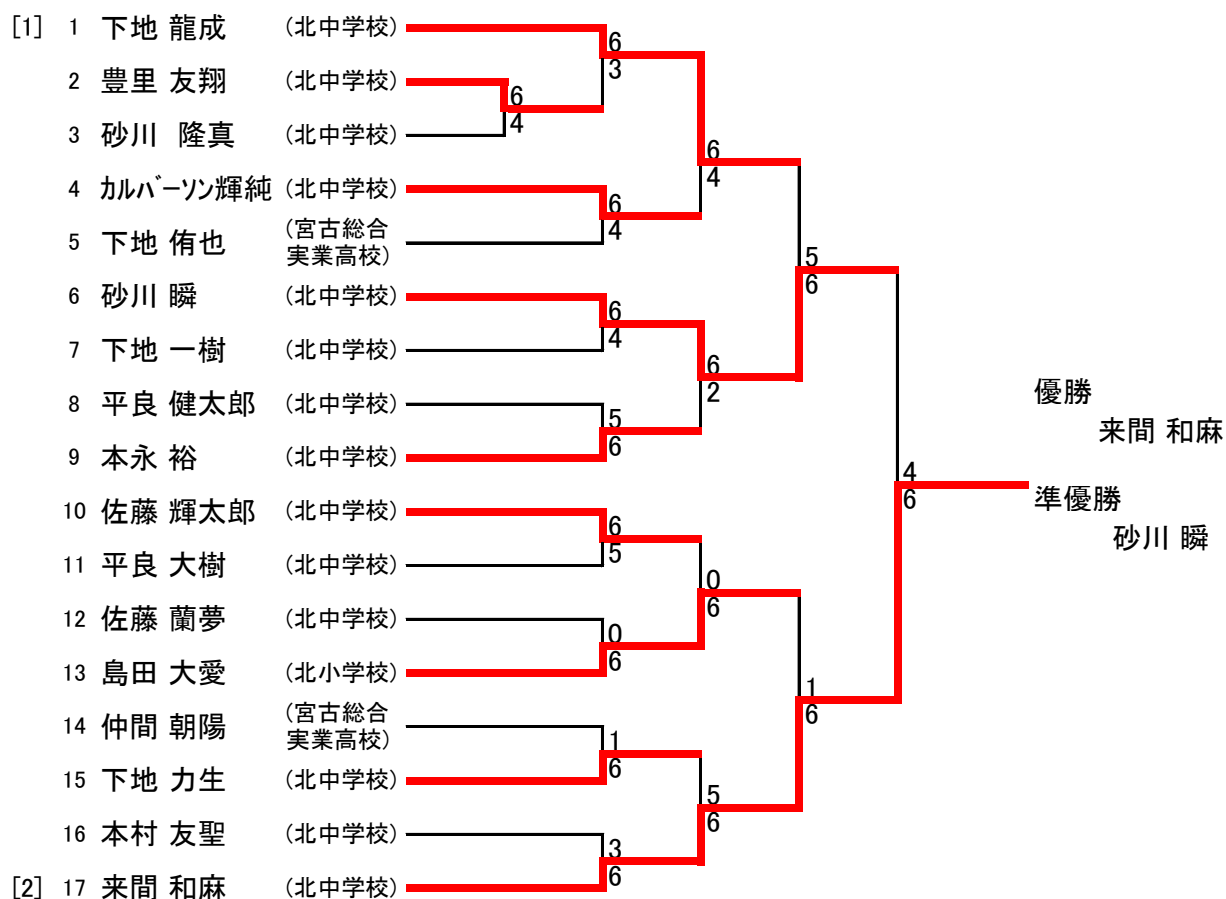 [1] 1 下地 龍成 (北中学校)
6
3
2 豊里 友翔 (北中学校)
6
4
3 砂川 隆真 (北中学校)
6
4
4 カルバーソン輝純 (北中学校)
6
4
5 下地 侑也 (宮古総合
実業高校)
5
6
6 砂川 瞬 (北中学校)
6
4
7 下地 一樹 (北中学校)
6
2
8 平良 健太郎 (北中学校)
5
6
優勝
来間 和麻
9 本永 裕 (北中学校)
4
6
準優勝
砂川 瞬
10 佐藤 輝太郎 (北中学校)
6
5
11 平良 大樹 (北中学校)
0
6
12 佐藤 蘭夢 (北中学校)
0
6
13 島田 大愛 (北小学校)
1
6
14 仲間 朝陽 (宮古総合
実業高校)
1
6
15 下地 力生 (北中学校)
5
6
16 本村 友聖 (北中学校)
3
6
[2] 17 来間 和麻 (北中学校)